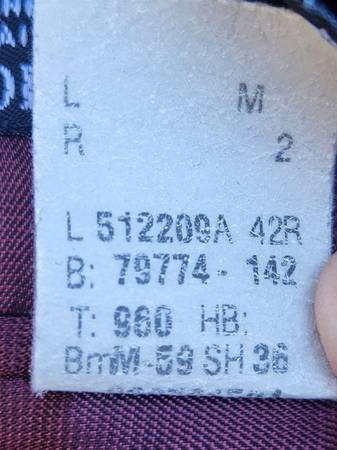 L M
R 2
L 512209A 42R
B: 79774- 142
T: 960 HB:
BmM-59 SH 36